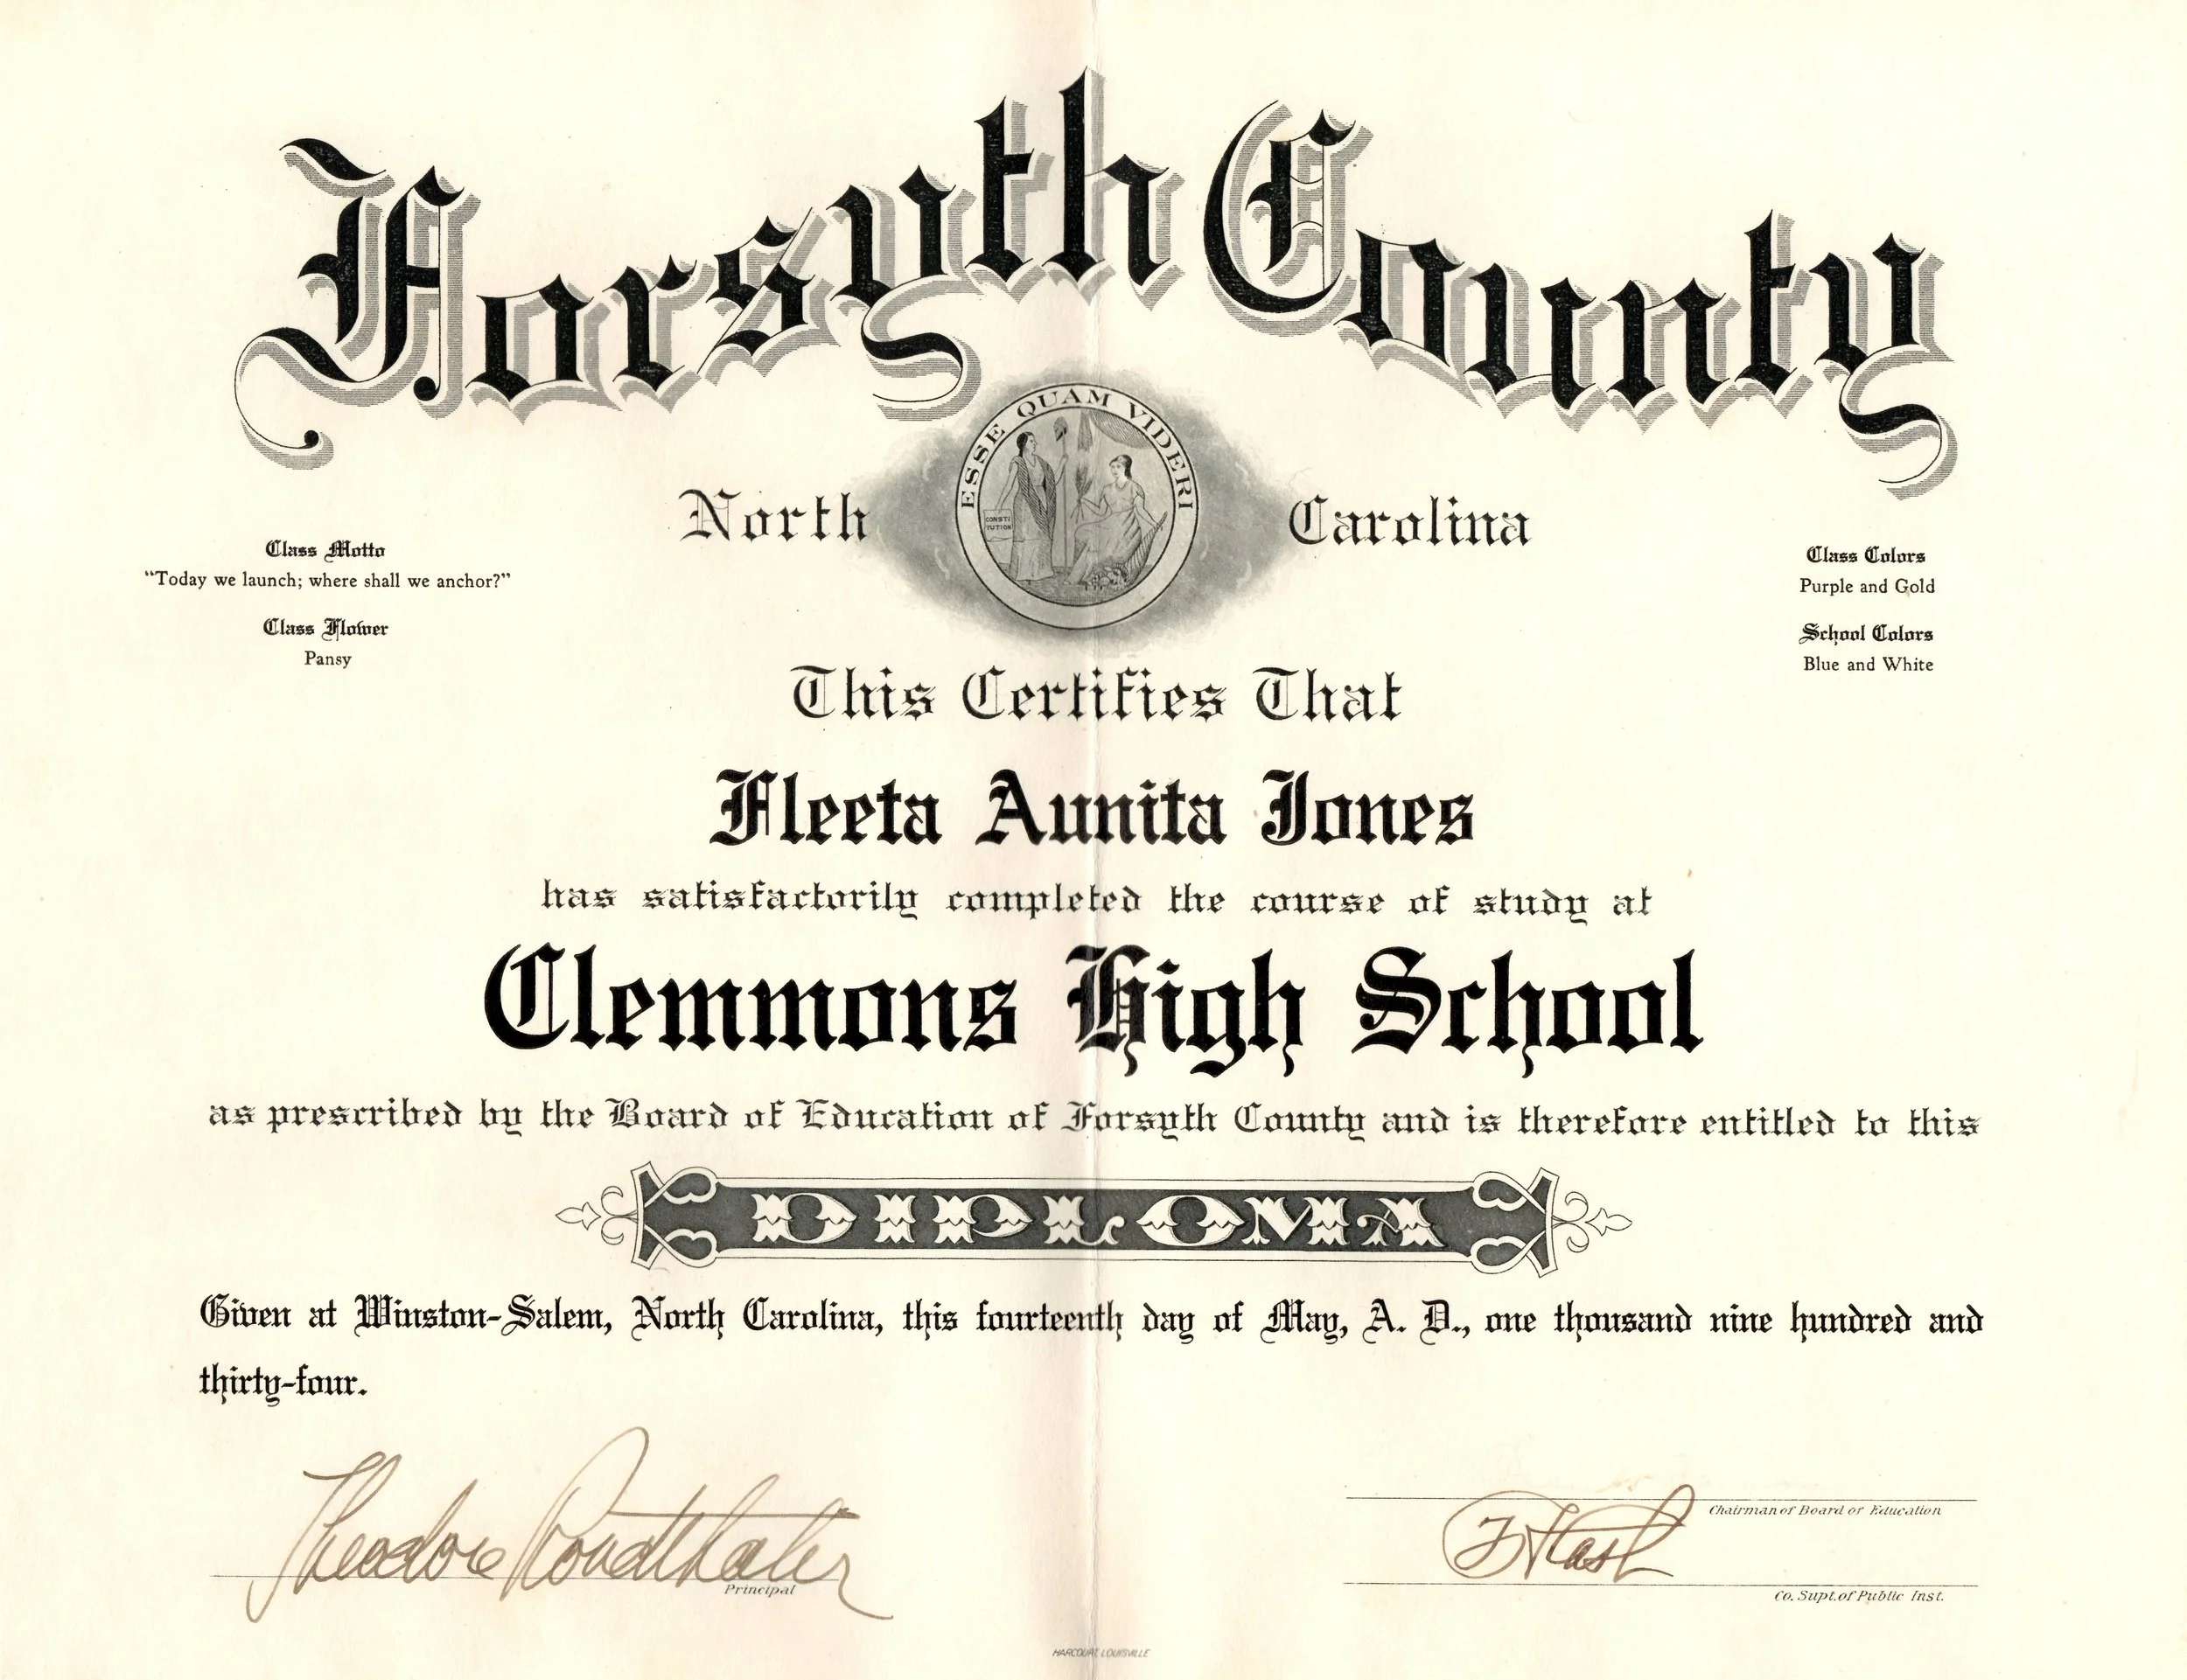 Forsyth County
ESSE QUAM VIDERI
CONSTI
TUTION
North Carolina
Class Motto
"Today we launch; where shall we anchor?"
Class Flower
Pansy
Class Colors
Purple and Gold
School Colors
Blue and White
This Certifies That
Fleeta Aunita Jones
has satisfactorily completed the course of study at
Clemmons High School
as prescribed by the Board of Education of Forsyth County and is therefore entitled to this
DIPLOMA
Given at Winston-Salem, North Carolina, this fourteenth day of May, A. D., one thousand nine hundred and
thirty-four.
Theodore Rondthaler
Principal
Chairman of Board of Education
Cash
Co. Supt. of Public Inst.
HARCOURT, LOUISVILLE